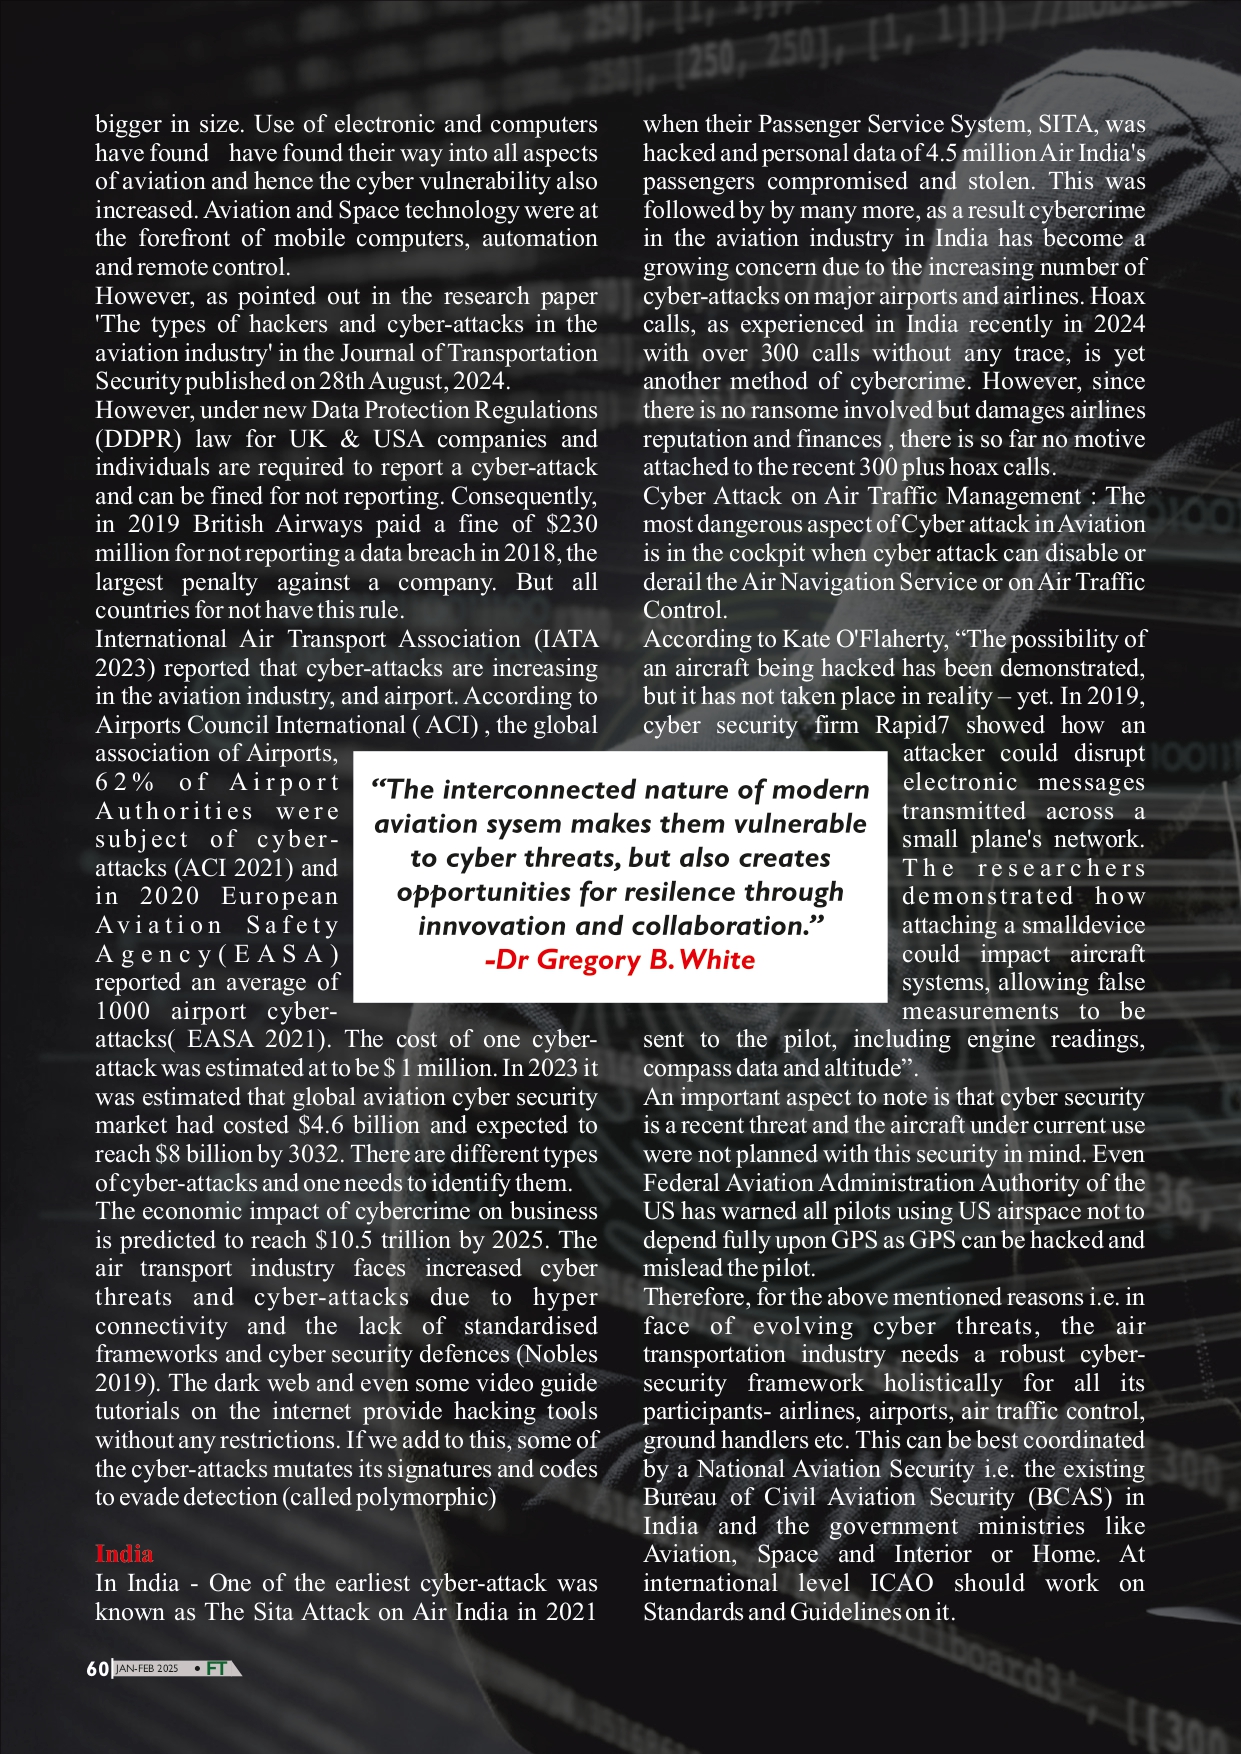 bigger in size. Use of electronic and computers
have found have found their way into all aspects
of aviation and hence the cyber vulnerability also
increased. Aviation and Space technology were at
the forefront of mobile computers, automation
and remote control.
However, as pointed out in the research paper
'The types of hackers and cyber-attacks in the
aviation industry' in the Journal of Transportation
Security published on 28th August, 2024.
However, under new Data Protection Regulations
(DDPR) law for UK & USA companies and
individuals are required to report a cyber-attack
and can be fined for not reporting. Consequently,
in 2019 British Airways paid a fine of $230
million for not reporting a data breach in 2018, the
largest penalty against a company. But all
countries for not have this rule.
International Air Transport Association (IATA
2023) reported that cyber-attacks are increasing
in the aviation industry, and airport. According to
Airports Council International ( ACI) , the global
association of Airports,
62% of Airport
Authorities were
subject of cyber-
attacks (ACI 2021) and
in 2020 European
Aviation Safety
Agency(EASA)
reported an average of
1000 airport cyber-
attacks( EASA 2021). The cost of one cyber-
attack was estimated at to be $ 1 million. In 2023 it
was estimated that global aviation cyber security
market had costed $4.6 billion and expected to
reach $8 billion by 3032. There are different types
of cyber-attacks and one needs to identify them.
The economic impact of cybercrime on business
is predicted to reach $10.5 trillion by 2025. The
air transport industry faces increased cyber
threats and cyber-attacks due to hyper
connectivity and the lack of standardised
frameworks and cyber security defences (Nobles
2019). The dark web and even some video guide
tutorials on the internet provide hacking tools
without any restrictions. If we add to this, some of
the cyber-attacks mutates its signatures and codes
to evade detection (called polymorphic)
India
In India - One of the earliest cyber-attack was
known as The Sita Attack on Air India in 2021
when their Passenger Service System, SITA, was
hacked and personal data of 4.5 million Air India's
passengers compromised and stolen. This was
followed by by many more, as a result cybercrime
in the aviation industry in India has become a
growing concern due to the increasing number of
cyber-attacks on major airports and airlines. Hoax
calls, as experienced in India recently in 2024
with over 300 calls without any trace, is yet
another method of cybercrime. However, since
there is no ransome involved but damages airlines
reputation and finances , there is so far no motive
attached to the recent 300 plus hoax calls.
Cyber Attack on Air Traffic Management : The
most dangerous aspect of Cyber attack in Aviation
is in the cockpit when cyber attack can disable or
derail the Air Navigation Service or on Air Traffic
Control.
According to Kate O'Flaherty, “The possibility of
an aircraft being hacked has been demonstrated,
but it has not taken place in reality – yet. In 2019,
cyber security firm Rapid7 showed how an
attacker could disrupt
electronic messages
transmitted across a
small plane's network.
The researchers
demonstrated how
attaching a smalldevice
could impact aircraft
systems, allowing false
measurements to be
sent to the pilot, including engine readings,
compass data and altitude”.
An important aspect to note is that cyber security
is a recent threat and the aircraft under current use
were not planned with this security in mind. Even
Federal Aviation Administration Authority of the
US has warned all pilots using US airspace not to
depend fully upon GPS as GPS can be hacked and
mislead the pilot.
Therefore, for the above mentioned reasons i.e. in
face of evolving cyber threats, the air
transportation industry needs a robust cyber-
security framework holistically for all its
participants- airlines, airports, air traffic control,
ground handlers etc. This can be best coordinated
by a National Aviation Security i.e. the existing
Bureau of Civil Aviation Security (BCAS) in
India and the government ministries like
Aviation, Space and Interior or Home. At
international level ICAO should work on
Standards and Guidelines on it.
“The interconnected nature of modern
aviation sysem makes them vulnerable
to cyber threats, but also creates
opportunities for resilence through
innvovation and collaboration.”
-Dr Gregory B. White
60 JAN-FEB 2025 • FT